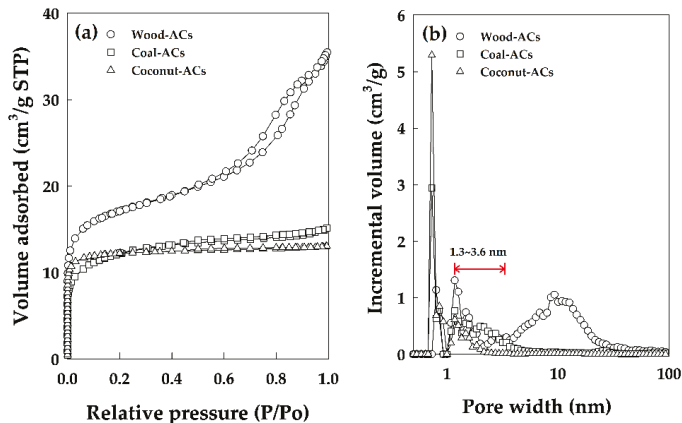 (a)
Wood-ACs
Coal-ACs
Coconut-ACs
Volume adsorbed (cm³/g STP)
40
30
20
10
0
0.0 0.2 0.4 0.6 0.8 1.0
Relative pressure (P/Po)
(b)
Wood-ACs
Coal-ACs
Coconut-ACs
Incremental volume (cm³/g)
6
5
4
3
2
1
0
1.3~3.6 nm
1 10 100
Pore width (nm)